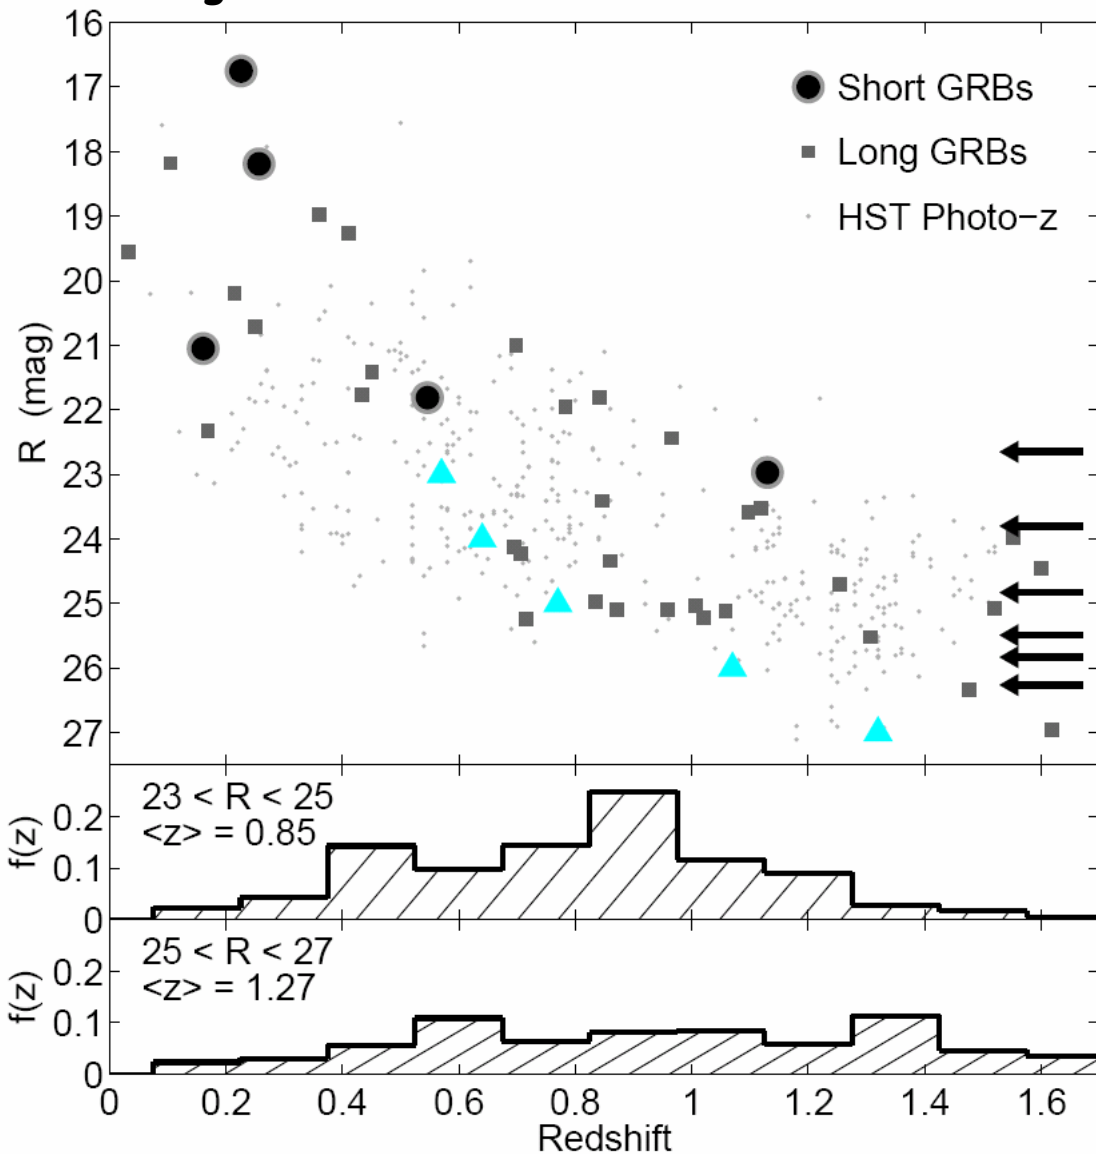 16
17
18
19
20
21
22
23
24
25
26
27
R (mag)
Short GRBs
Long GRBs
HST Photo-z
23 < R < 25
<z> = 0.85
0.2
0.1
0
f(z)
25 < R < 27
<z> = 1.27
0.2
0.1
0
f(z)
0 0.2 0.4 0.6 0.8 1 1.2 1.4 1.6
Redshift